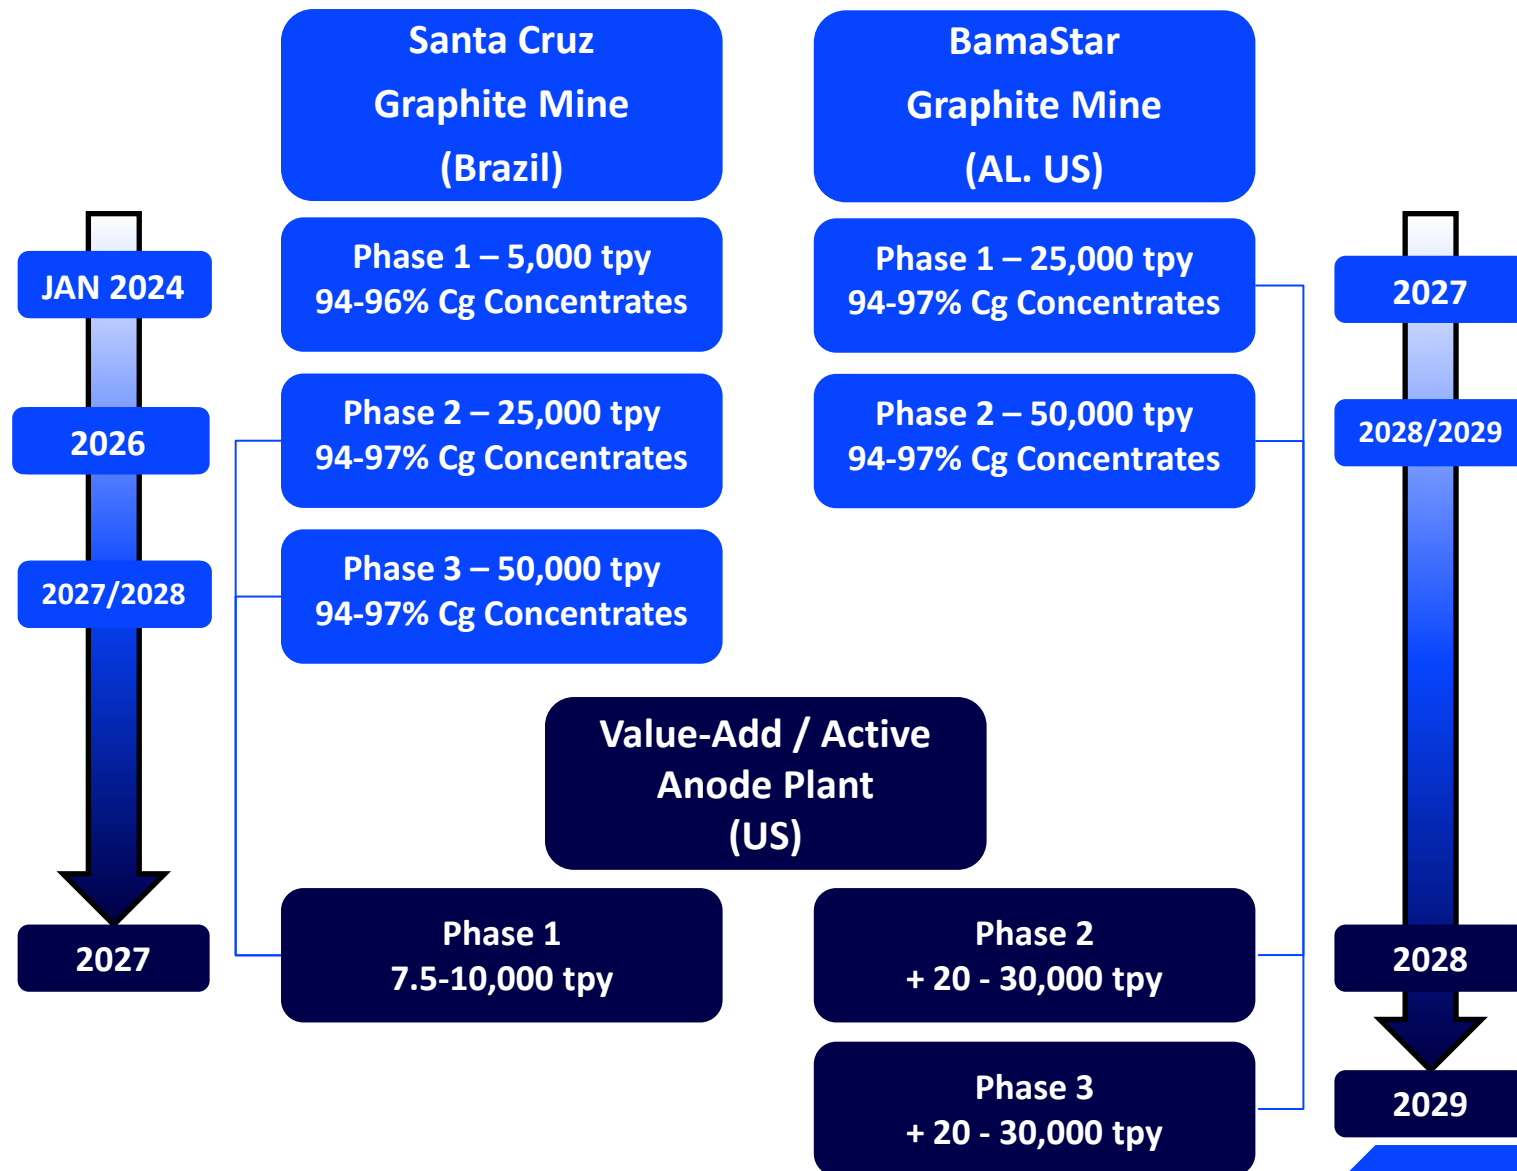 Santa Cruz
Graphite Mine
(Brazil)
BamaStar
Graphite Mine
(AL. US)
JAN 2024
Phase 1 – 5,000 tpy
94-96% Cg Concentrates
Phase 1 – 25,000 tpy
94-97% Cg Concentrates
2027
2026
Phase 2 – 25,000 tpy
94-97% Cg Concentrates
Phase 2 – 50,000 tpy
94-97% Cg Concentrates
2028/2029
2027/2028
Phase 3 – 50,000 tpy
94-97% Cg Concentrates
Value-Add / Active
Anode Plant
(US)
2027
Phase 1
7.5-10,000 tpy
Phase 2
+ 20 - 30,000 tpy
2028
Phase 3
+ 20 - 30,000 tpy
2029